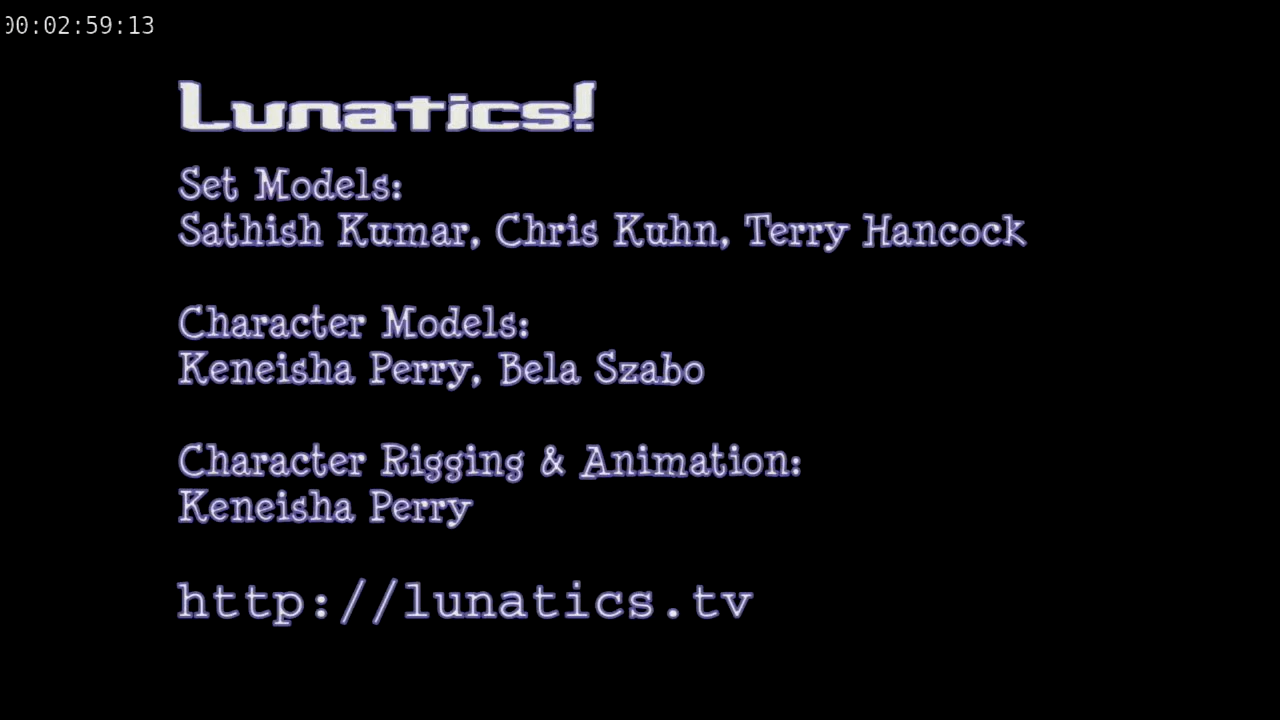 00:02:59:13
Lunatics!
Set Models:
Sathish Kumar, Chris Kuhn, Terry Hancock
Character Models:
Keneisha Perry, Bela Szabo
Character Rigging & Animation:
Keneisha Perry
http://lunatics.tv